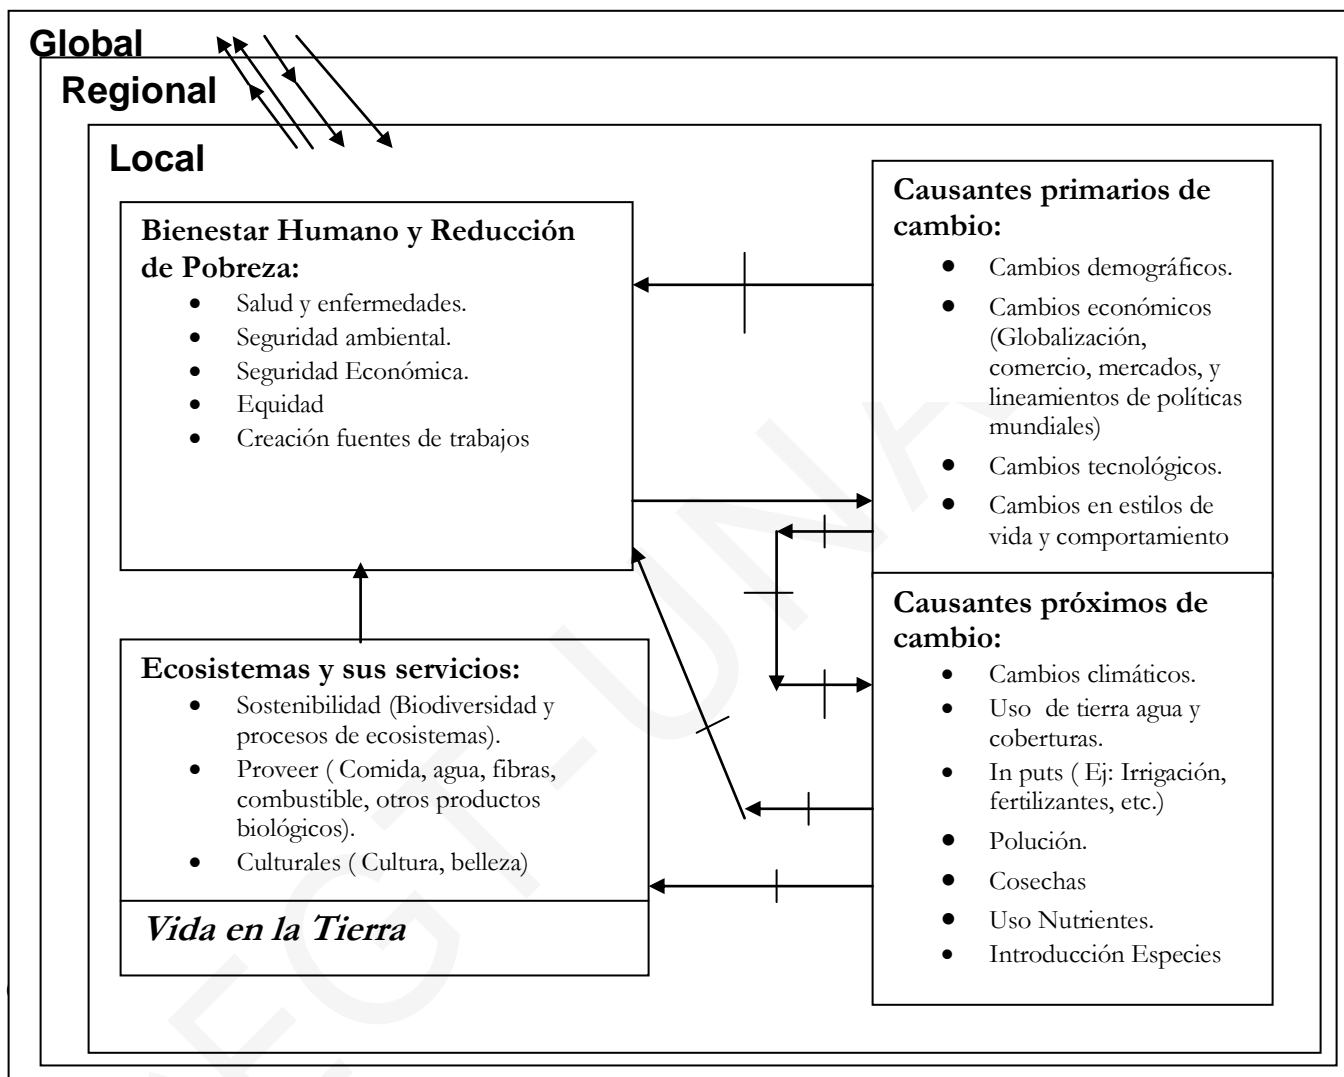 Global
Regional
Local
Bienestar Humano y Reducción
de Pobreza:
• Salud y enfermedades.
• Seguridad ambiental.
• Seguridad Económica.
• Equidad
• Creación fuentes de trabajos
Causantes primarios de
cambio:
• Cambios demográficos.
• Cambios económicos
(Globalización,
comercio, mercados, y
lineamientos de políticas
mundiales)
• Cambios tecnológicos.
• Cambios en estilos de
vida y comportamiento
Ecosistemas y sus servicios:
• Sostenibilidad (Biodiversidad y
procesos de ecosistemas).
• Proveer ( Comida, agua, fibras,
combustible, otros productos
biológicos).
• Culturales ( Cultura, belleza)
Vida en la Tierra
Causantes próximos de
cambio:
• Cambios climáticos.
• Uso  de tierra agua y
coberturas.
• In puts ( Ej: Irrigación,
fertilizantes, etc.)
• Polución.
• Cosechas
• Uso Nutrientes.
• Introducción Especies